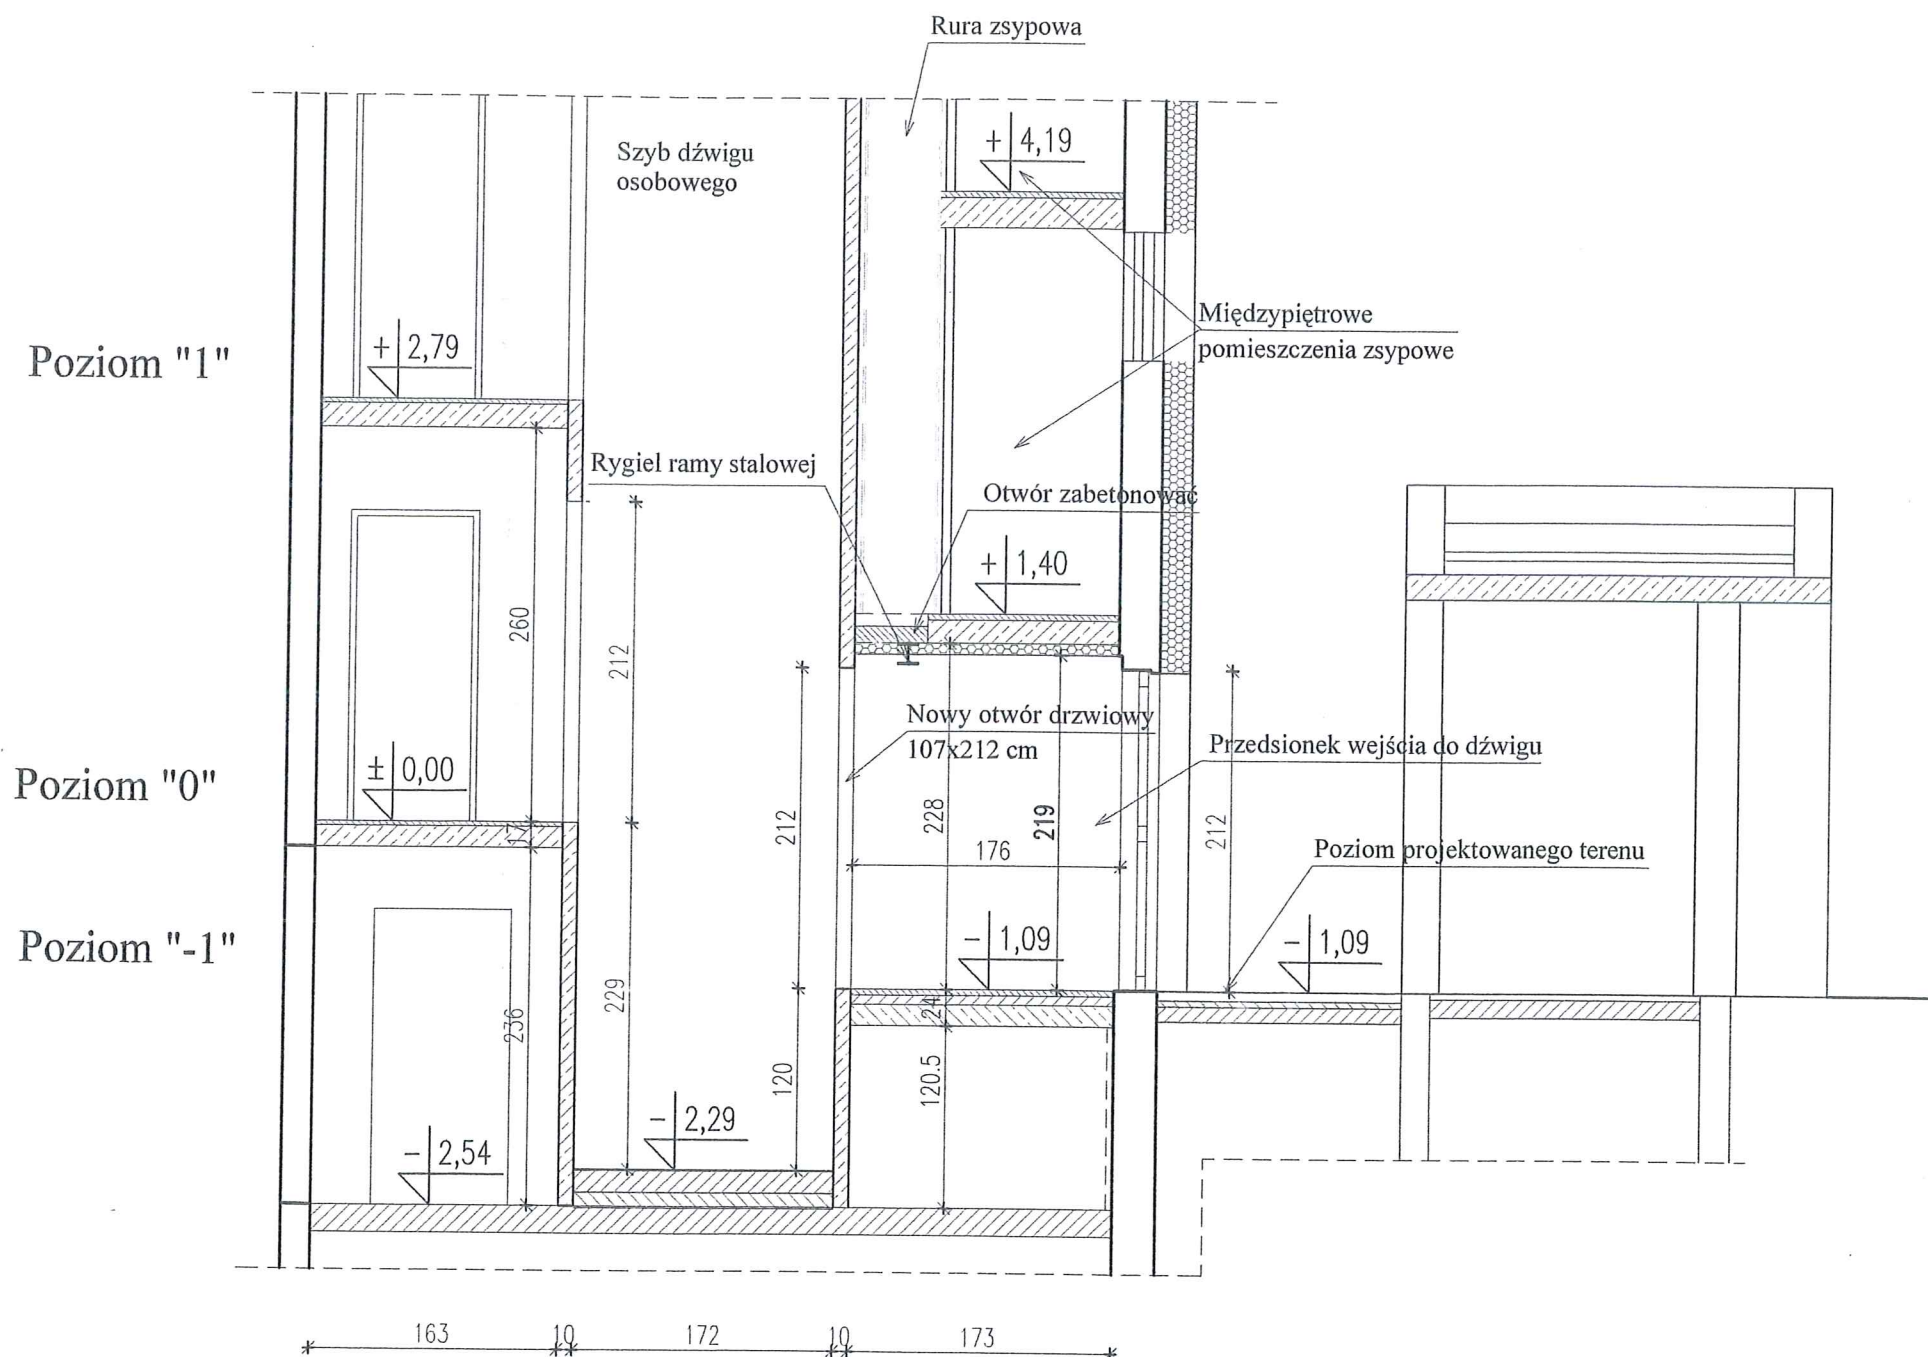 Rura zsypowa
Szyb dźwigu
osobowego
+ 4,19
Międzypiętrowe
pomieszczenia zsypowe
Poziom "1"
+ 2,79
Rygiel ramy stalowej
Otwór zabetonować
+ 1,40
260
212
Nowy otwór drzwiowy
107x212 cm
Przedsionek wejścia do dźwigu
Poziom "0"
± 0,00
17
212
228
219
212
176
Poziom projektowanego terenu
Poziom "-1"
- 1,09
- 1,09
236
229
24
120
120.5
- 2,29
- 2,54
163
10
172
10
173